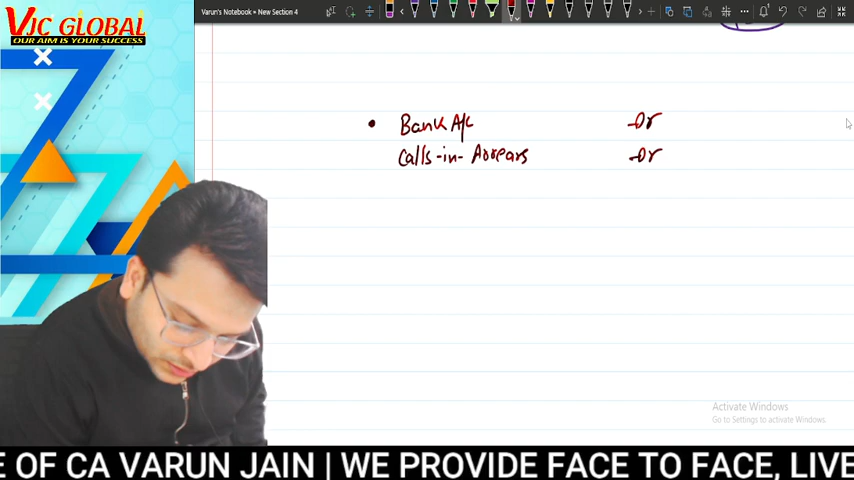 VJC GLOBAL
OUR AIM IS YOUR SUCCESS
Varun's Notebook • New Section 4
• Bank A/c Dr
Calls-in-Arrears Dr
Activate Windows
Go to Settings to activate Windows.
E OF CA VARUN JAIN | WE PROVIDE FACE TO FACE, LIVE